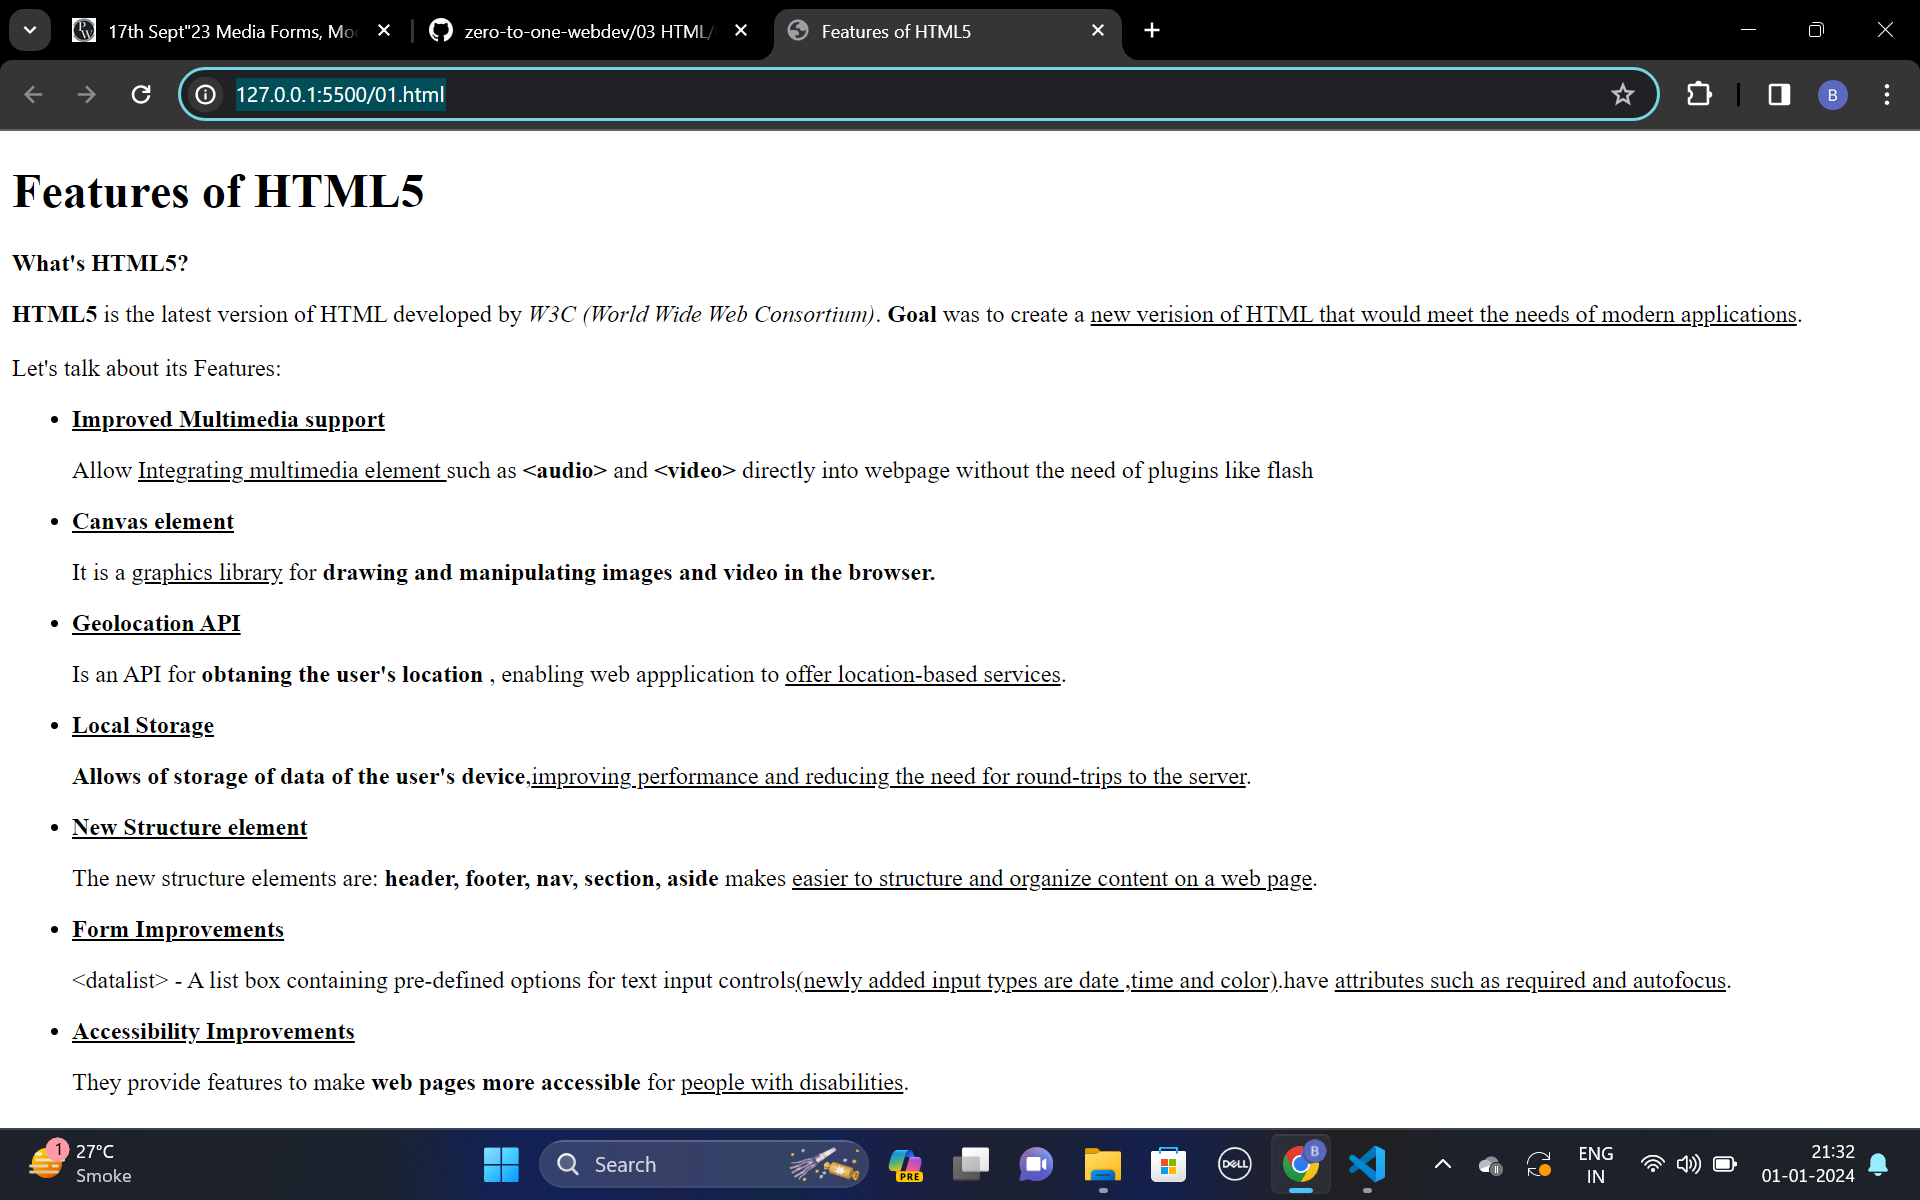 17th Sept"23 Media Forms, Mo
zero-to-one-webdev/03 HTML/
Features of HTML5
127.0.0.1:5500/01.html
B
Features of HTML5
What's HTML5?
HTML5 is the latest version of HTML developed by W3C (World Wide Web Consortium). Goal was to create a new verision of HTML that would meet the needs of modern applications.
Let's talk about its Features:
• Improved Multimedia support
Allow Integrating multimedia element such as <audio> and <video> directly into webpage without the need of plugins like flash
• Canvas element
It is a graphics library for drawing and manipulating images and video in the browser.
• Geolocation API
Is an API for obtaning the user's location , enabling web appplication to offer location-based services.
• Local Storage
Allows of storage of data of the user's device,improving performance and reducing the need for round-trips to the server.
• New Structure element
The new structure elements are: header, footer, nav, section, aside makes easier to structure and organize content on a web page.
• Form Improvements
<datalist> - A list box containing pre-defined options for text input controls(newly added input types are date ,time and color).have attributes such as required and autofocus.
• Accessibility Improvements
They provide features to make web pages more accessible for people with disabilities.
1
27°C
Smoke
Search
PRE
DELL
B
ENG
IN
21:32
01-01-2024